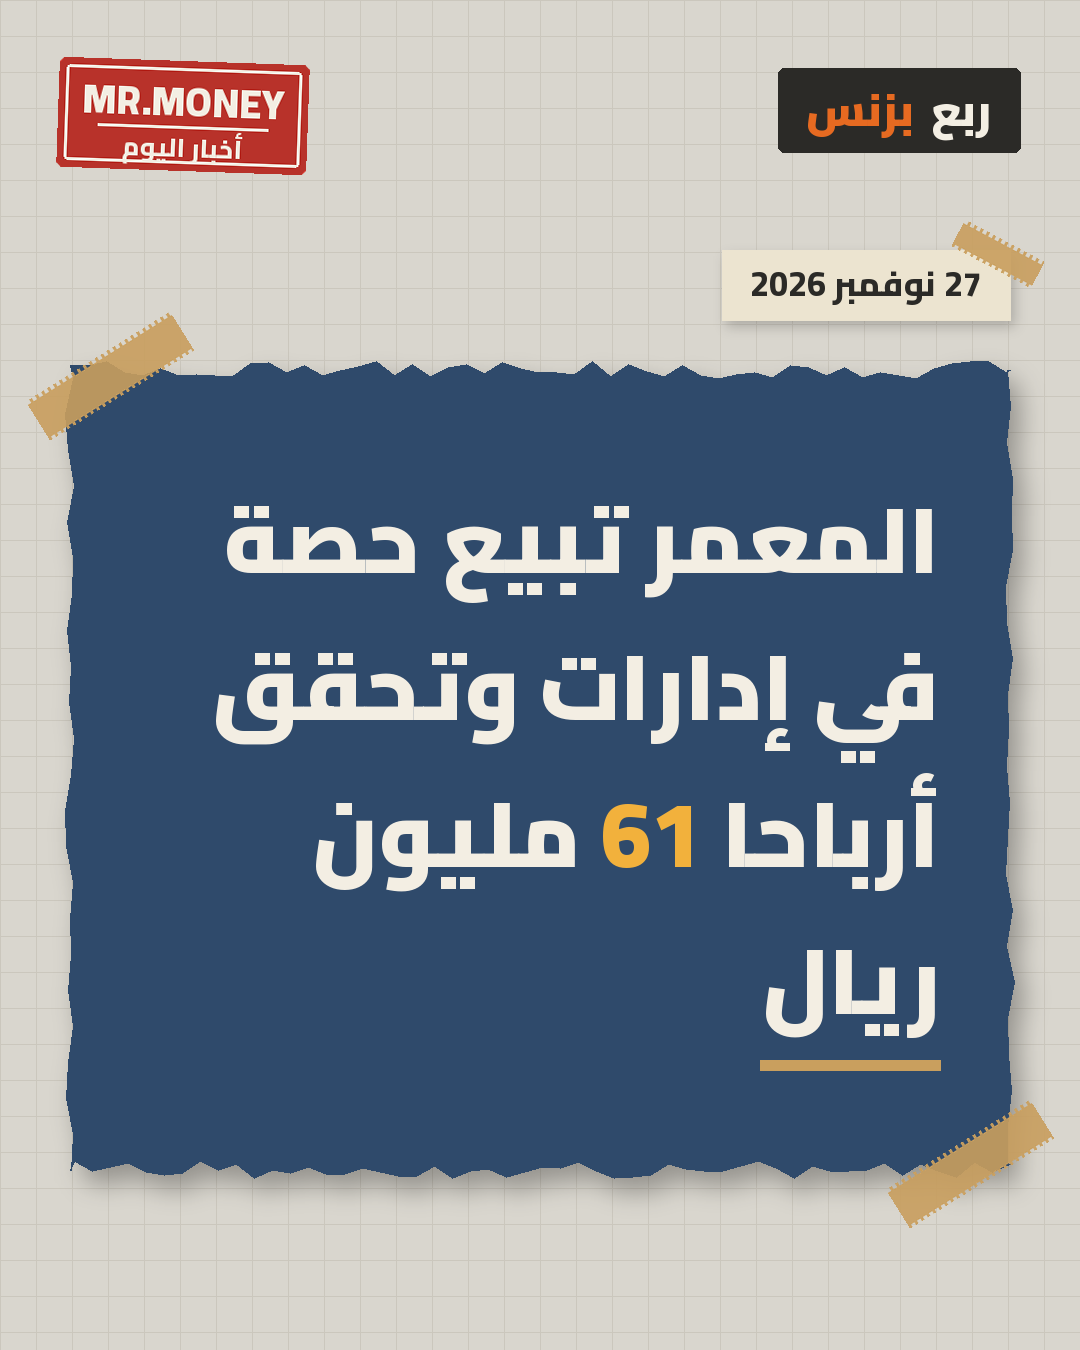 MR.MONEY
أخبار اليوم
ربع بزنس
27 نوفمبر 2026
المعمر تبيع حصة
في إدارات وتحقق
أرباحا 61 مليون
ريال